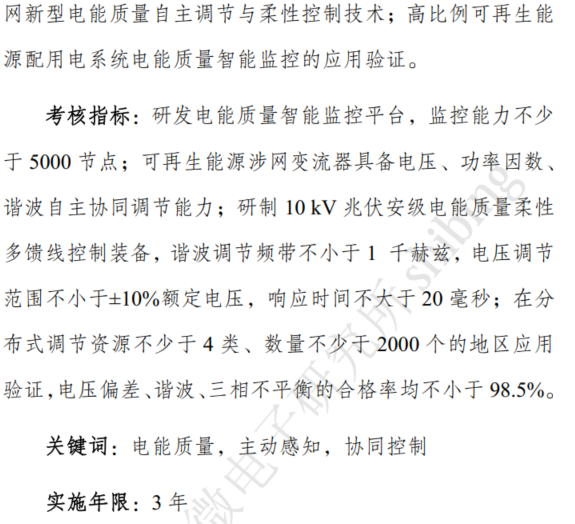 网新型电能质量自主调节与柔性控制技术；高比例可再生能
源配用电系统电能质量智能监控的应用验证。
考核指标：研发电能质量智能监控平台，监控能力不少
于 5000 节点；可再生能源涉网变流器具备电压、功率因数、
谐波自主协同调节能力；研制 10 kV 兆伏安级电能质量柔性
多馈线控制装备，谐波调节频带不小于 1 千赫兹，电压调节
范围不小于±10%额定电压，响应时间不大于 20 毫秒；在分
布式调节资源不少于 4 类、数量不少于 2000 个的地区应用
验证，电压偏差、谐波、三相不平衡的合格率均不小于 98.5%。
关键词：电能质量，主动感知，协同控制
实施年限：3 年
微电子研究所 shibmg